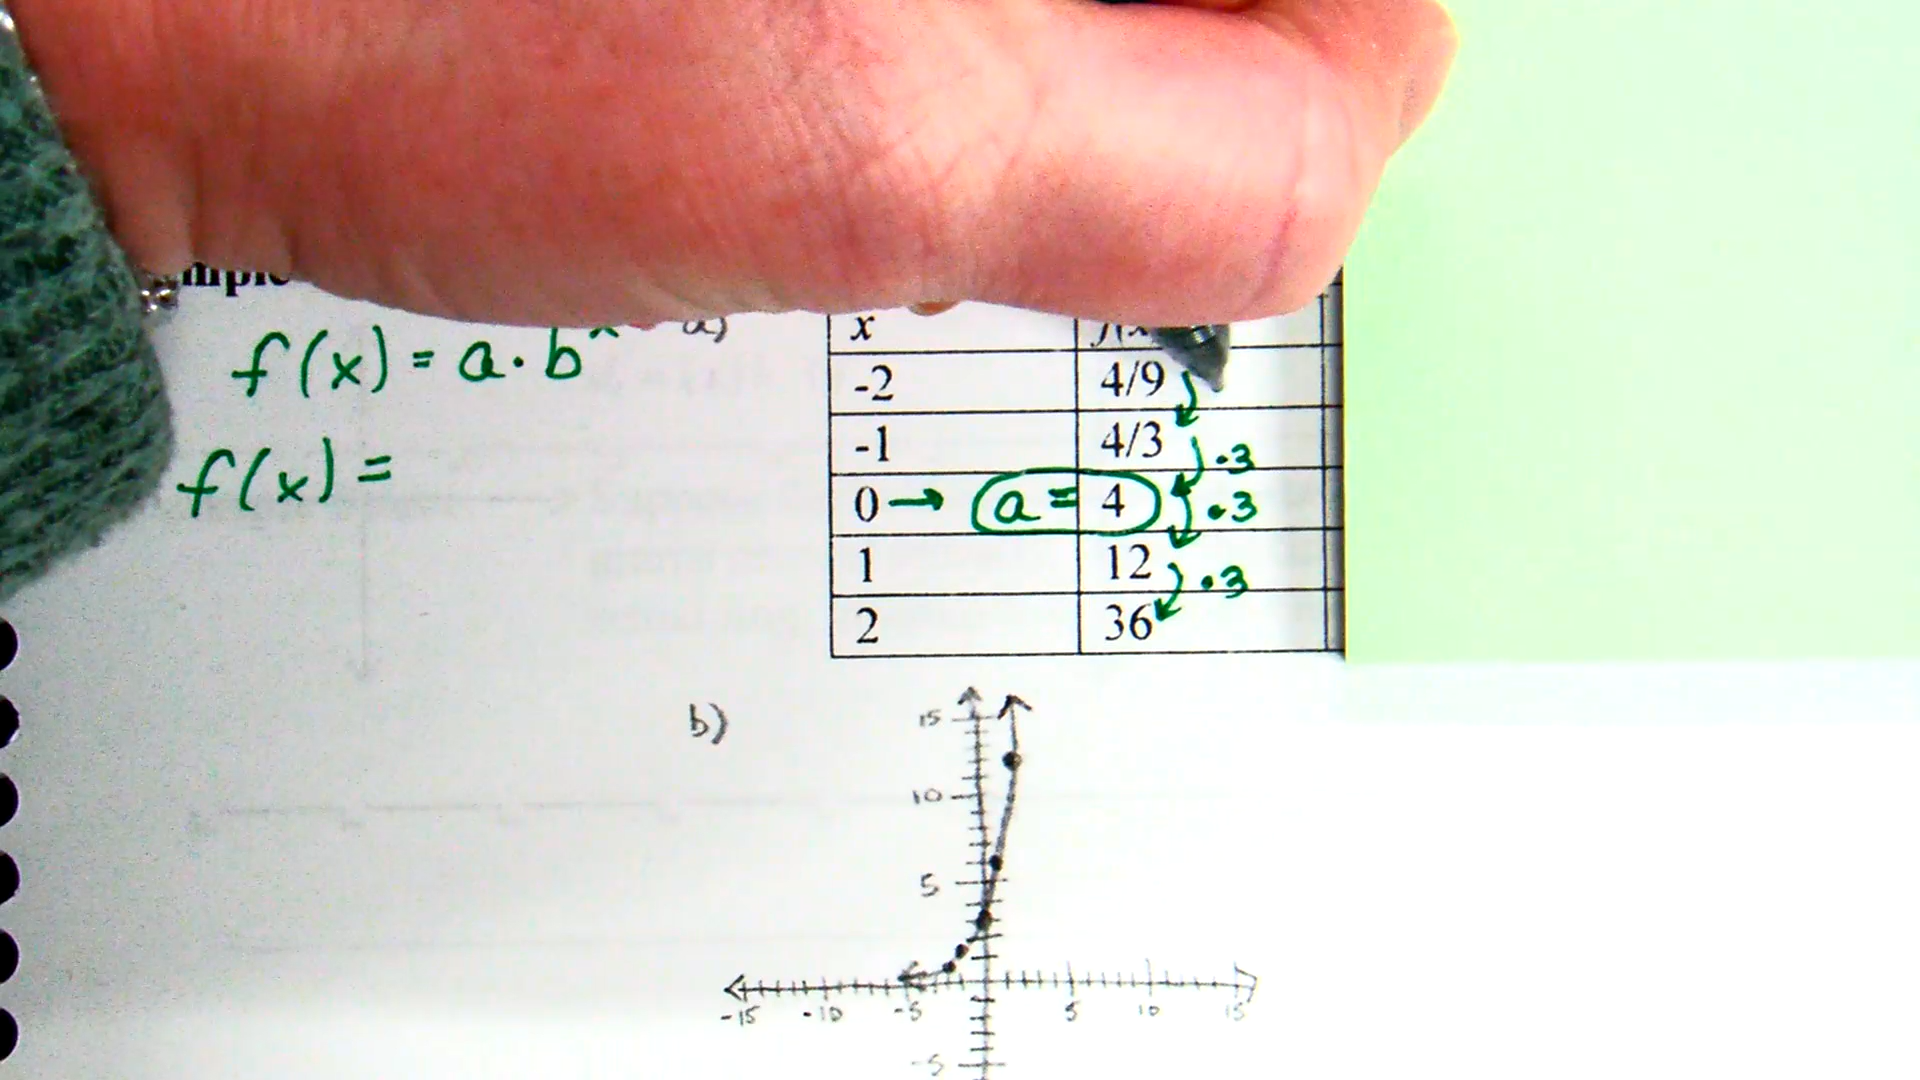 f(x) = a · b^x a)
x f(x
-2 4/9
-1 4/3 ·3
0 → a = 4 ·3
1 12 ·3
2 36
f(x) =
b)
15
10
5
-15 -10 -5 5 10 15
-5